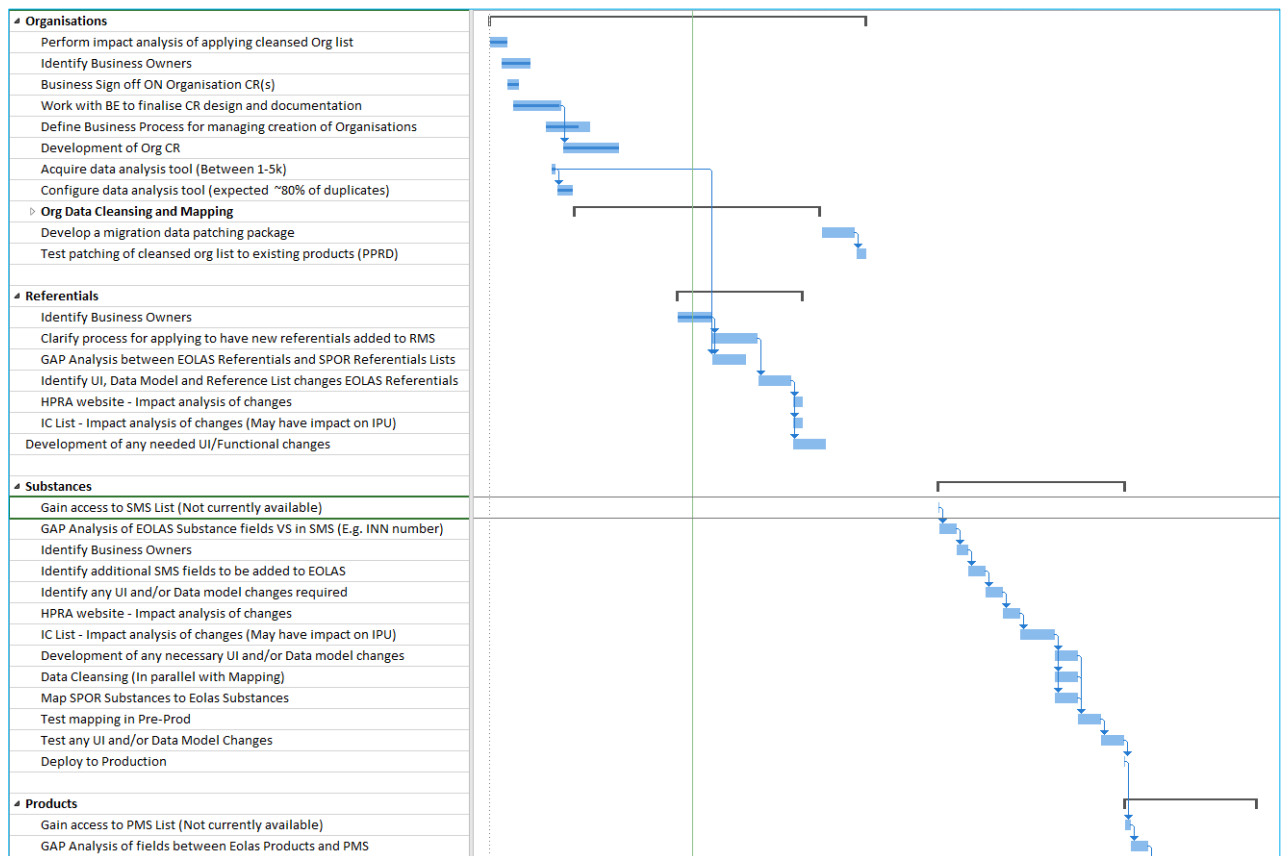 Organisations
Perform impact analysis of applying cleansed Org list
Identify Business Owners
Business Sign off ON Organisation CR(s)
Work with BE to finalise CR design and documentation
Define Business Process for managing creation of Organisations
Development of Org CR
Acquire data analysis tool (Between 1-5k)
Configure data analysis tool (expected ~80% of duplicates)
Org Data Cleansing and Mapping
Develop a migration data patching package
Test patching of cleansed org list to existing products (PPRD)
Referentials
Identify Business Owners
Clarify process for applying to have new referentials added to RMS
GAP Analysis between EOLAS Referentials and SPOR Referentials Lists
Identify UI, Data Model and Reference List changes EOLAS Referentials
HPRA website - Impact analysis of changes
IC List - Impact analysis of changes (May have impact on IPU)
Development of any needed UI/Functional changes
Substances
Gain access to SMS List (Not currently available)
GAP Analysis of EOLAS Substance fields VS in SMS (E.g. INN number)
Identify Business Owners
Identify additional SMS fields to be added to EOLAS
Identify any UI and/or Data model changes required
HPRA website - Impact analysis of changes
IC List - Impact analysis of changes (May have impact on IPU)
Development of any necessary UI and/or Data model changes
Data Cleansing (In parallel with Mapping)
Map SPOR Substances to Eolas Substances
Test mapping in Pre-Prod
Test any UI and/or Data Model Changes
Deploy to Production
Products
Gain access to PMS List (Not currently available)
GAP Analysis of fields between Eolas Products and PMS